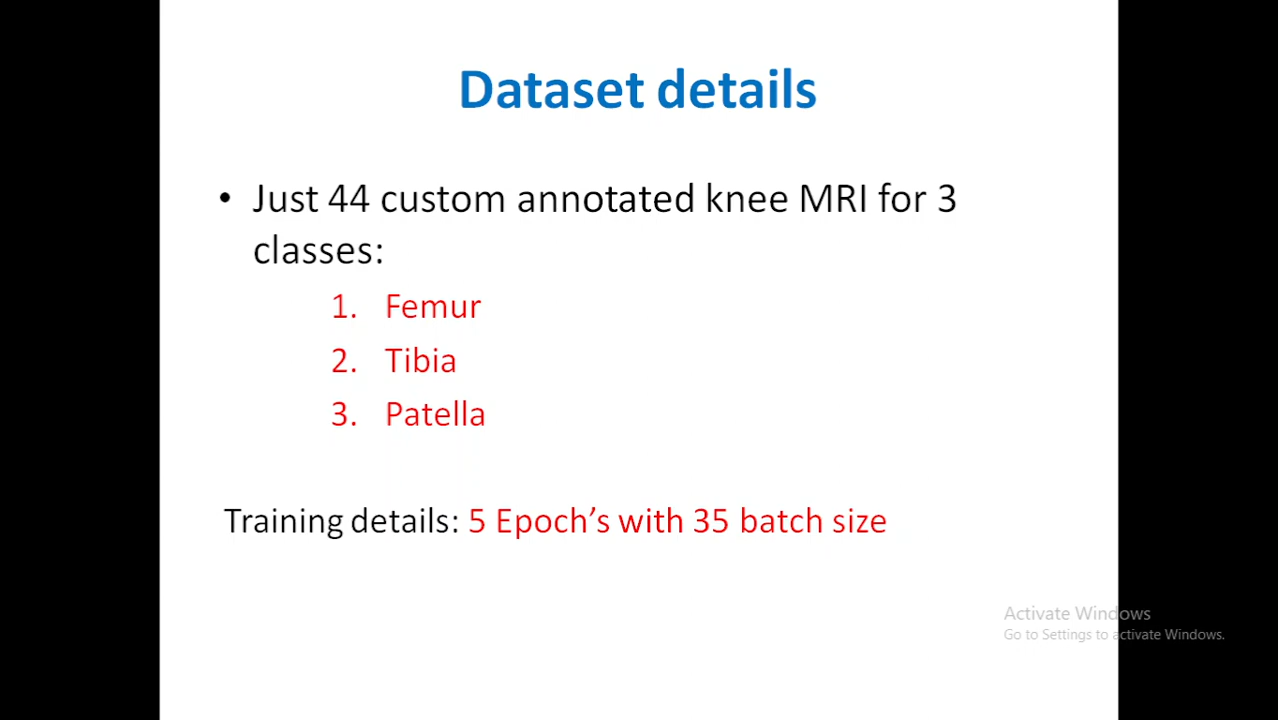 Dataset details
• Just 44 custom annotated knee MRI for 3
classes:
1. Femur
2. Tibia
3. Patella
Training details: 5 Epoch's with 35 batch size
Activate Windows
Go to Settings to activate Windows.